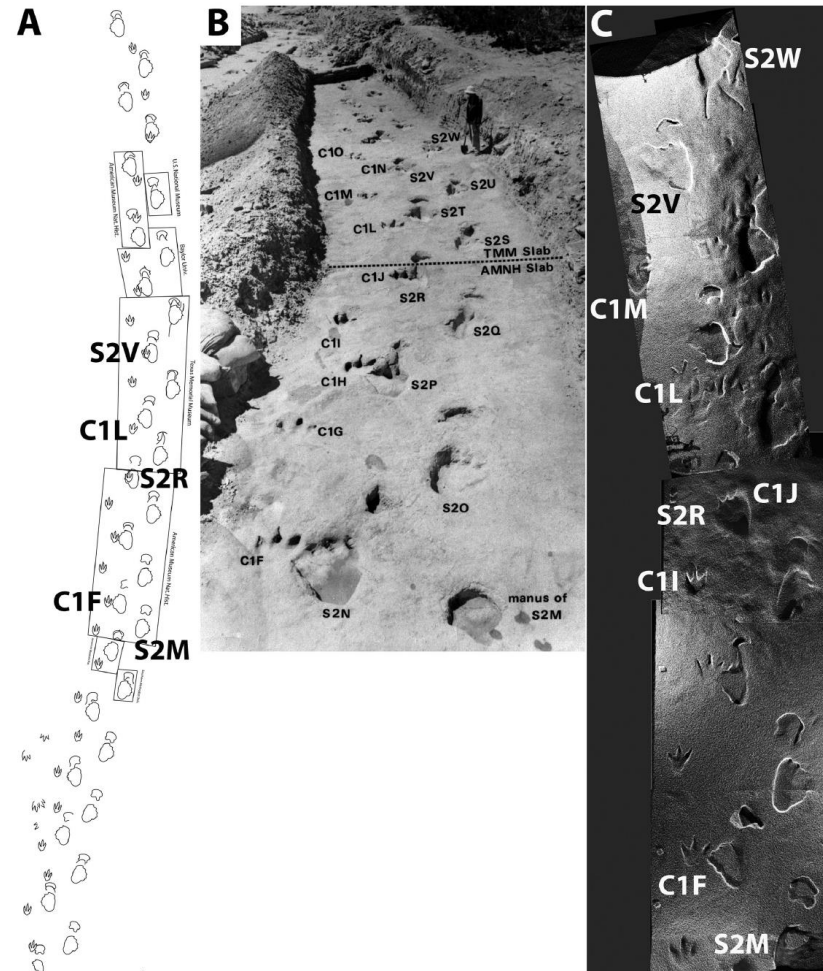 A
U.S. National Museum
American Museum Nat. Hist.
Baylor Univ.
S2V
Texas Memorial Museum
C1L
S2R
American Museum Nat. Hist.
C1F
S2M
B
S2W
C1O
C1N
S2V
S2U
C1M
S2T
C1L
S2S
TMM Slab
AMNH Slab
C1J
S2R
C1I
S2Q
C1H
S2P
C1G
S2O
C1F
S2N
manus of
S2M
C
S2W
S2V
C1M
C1L
C1J
S2R
C1I
C1F
S2M